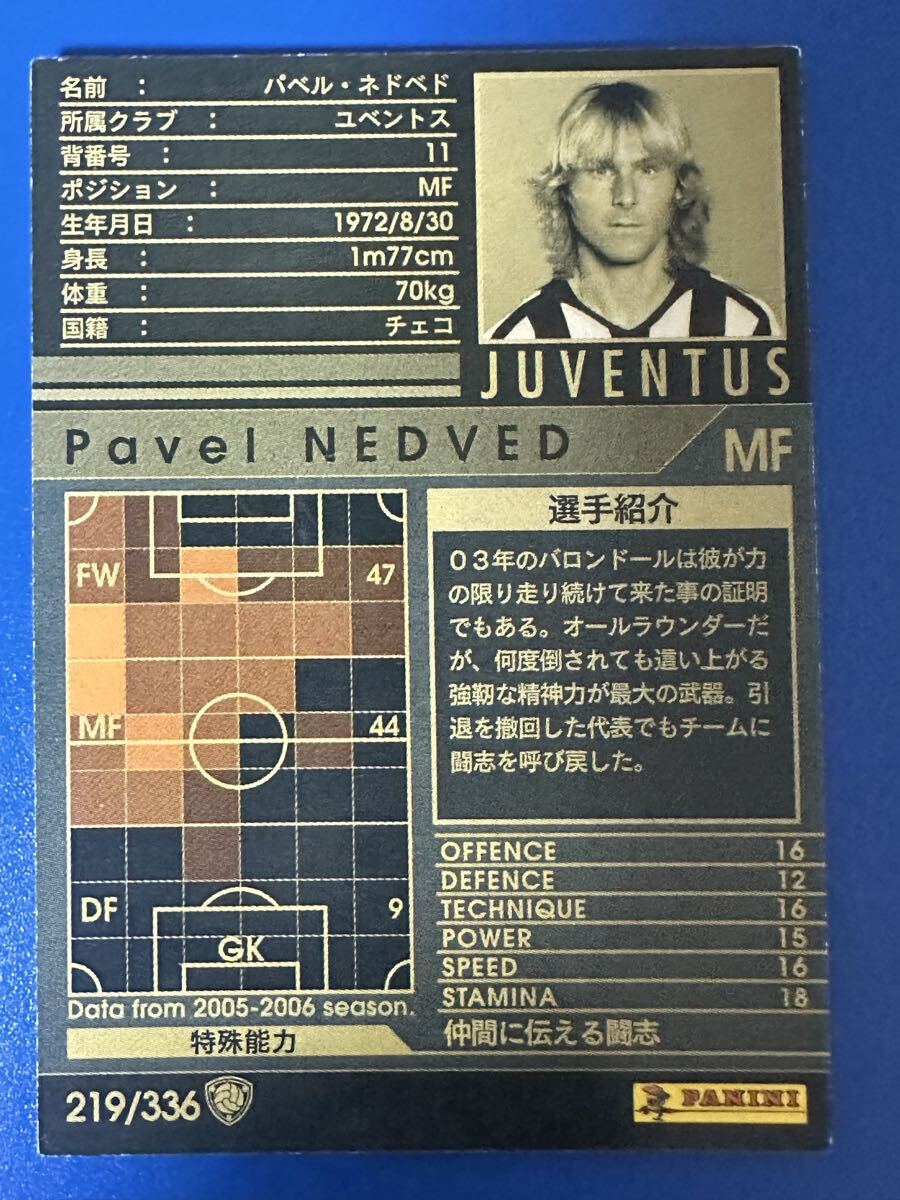 名前 : パベル・ネドベド
所属クラブ : ユベントス
背番号 : 11
ポジション : MF
生年月日 : 1972/8/30
身長 : 1m77cm
体重 : 70kg
国籍 : チェコ
JUVENTUS
Pavel NEDVED
MF
FW 47
MF 44
DF 9
GK
Data from 2005-2006 season.
選手紹介
03年のバロンドールは彼が力
の限り走り続けて来た事の証明
でもある。オールラウンダーだ
が、何度倒されても這い上がる
強靭な精神力が最大の武器。引
退を撤回した代表でもチームに
闘志を呼び戻した。
OFFENCE 16
DEFENCE 12
TECHNIQUE 16
POWER 15
SPEED 16
STAMINA 18
特殊能力 仲間に伝える闘志
219/336
PANINI